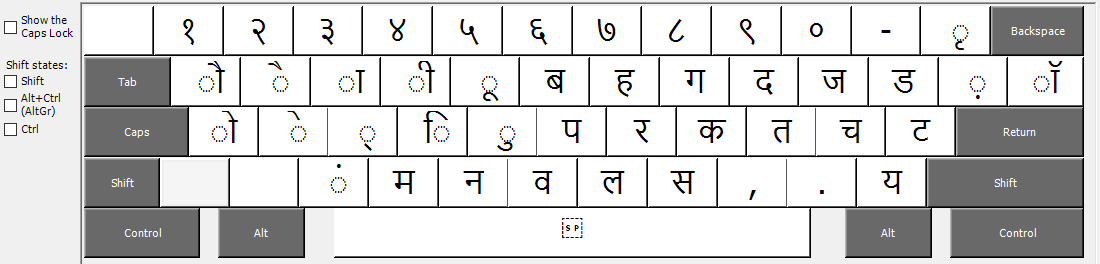 Show the
Caps Lock
Shift states:
Shift
Alt+Ctrl
(AltGr)
Ctrl
१ २ ३ ४ ५ ६ ७ ८ ९ ० - ृ Backspace
Tab ौ ै ा ी ू ब ह ग द ज ड ़ ॉ
Caps ो े ् ि ु प र क त च ट Return
Shift ं म न व ल स , . य Shift
Control Alt SP Alt Control